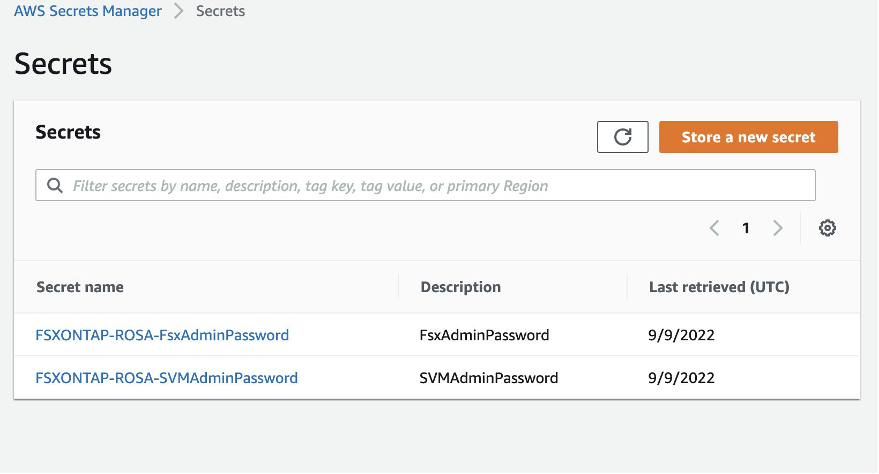 AWS Secrets Manager > Secrets
Secrets
Secrets
Store a new secret
Filter secrets by name, description, tag key, tag value, or primary Region
1
Secret name Description Last retrieved (UTC)
FSXONTAP-ROSA-FsxAdminPassword FsxAdminPassword 9/9/2022
FSXONTAP-ROSA-SVMAdminPassword SVMAdminPassword 9/9/2022